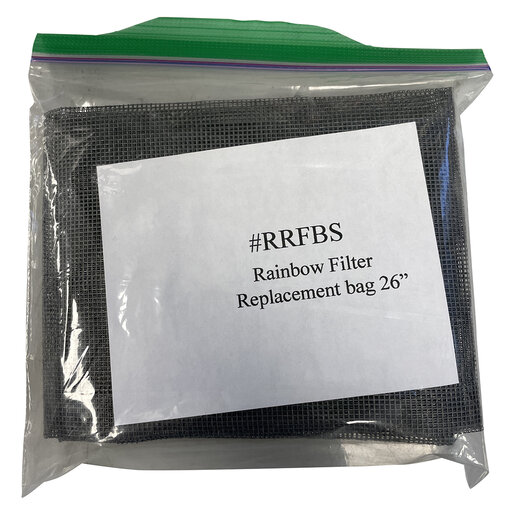 #RRFBS
Rainbow Filter
Replacement bag 26”